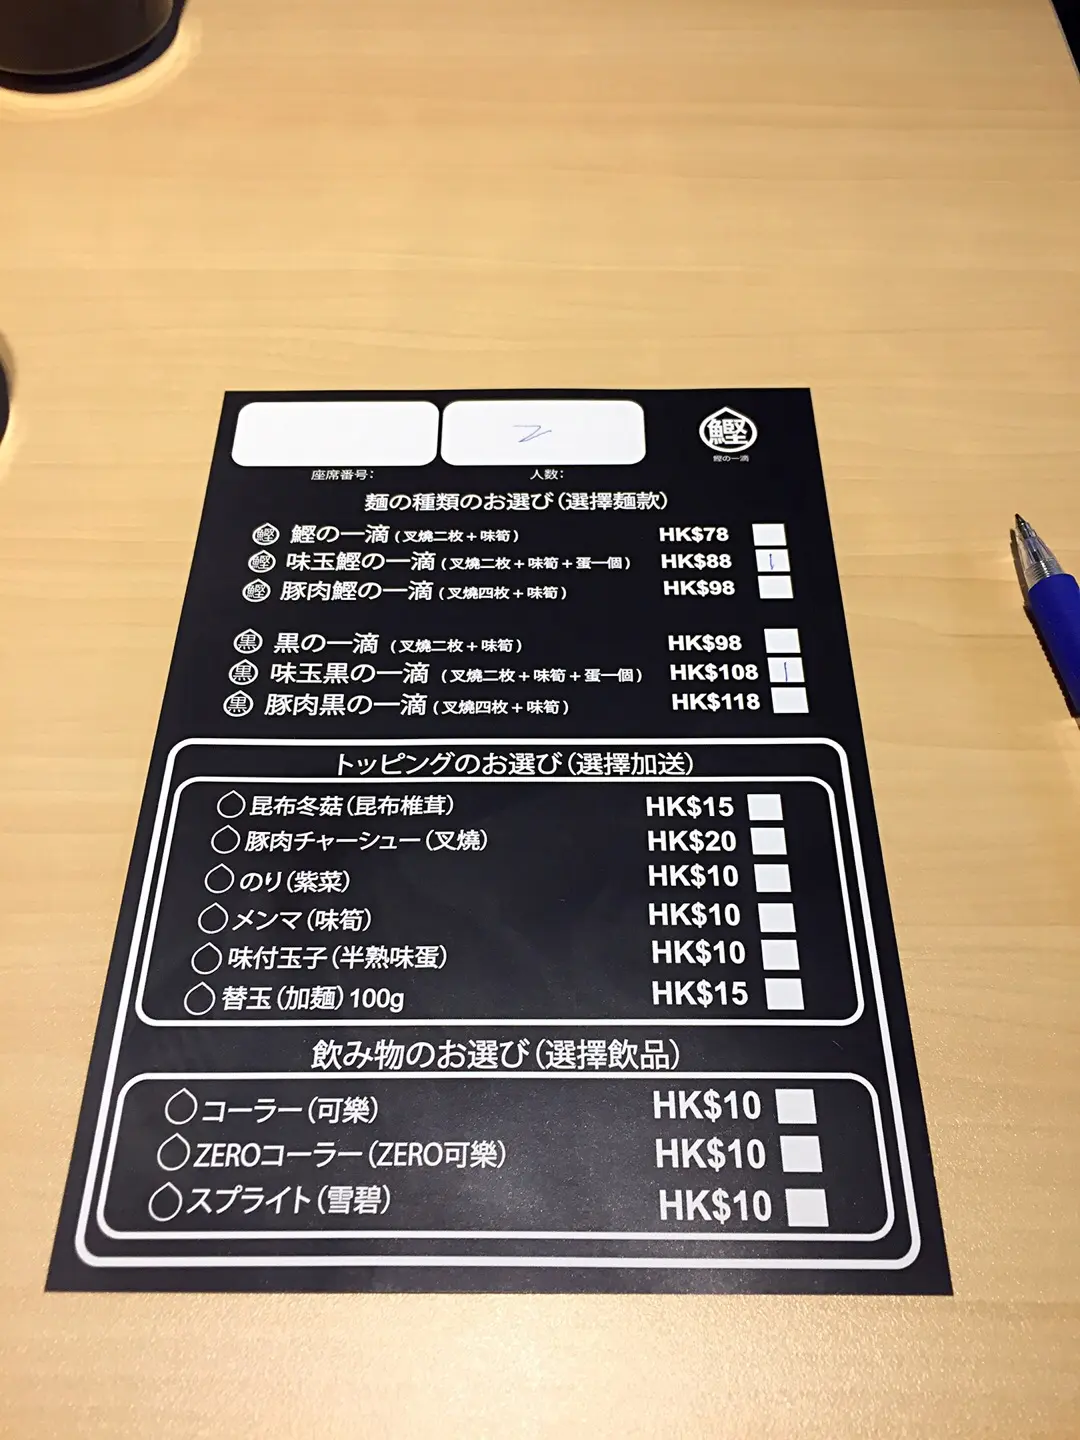 2
鰹
鰹の一滴
座席番号:
人数:
麺の種類のお選び(選擇麺款)
鰹 鰹の一滴 (叉燒二枚+味筍) HK$78
鰹 味玉鰹の一滴 (叉燒二枚+味筍+蛋一個) HK$88 1
鰹 豚肉鰹の一滴 (叉燒四枚+味筍) HK$98
黒 黒の一滴 (叉燒二枚+味筍) HK$98
黒 味玉黒の一滴 (叉燒二枚+味筍+蛋一個) HK$108 1
黒 豚肉黒の一滴 (叉燒四枚+味筍) HK$118
トッピングのお選び(選擇加送)
昆布冬菇(昆布椎茸) HK$15
豚肉チャーシュー(叉燒) HK$20
のり(紫菜) HK$10
メンマ(味筍) HK$10
味付玉子(半熟味蛋) HK$10
替玉(加麺)100g HK$15
飲み物のお選び(選擇飲品)
コーラー(可樂) HK$10
ZEROコーラー(ZERO可樂) HK$10
スプライト(雪碧) HK$10